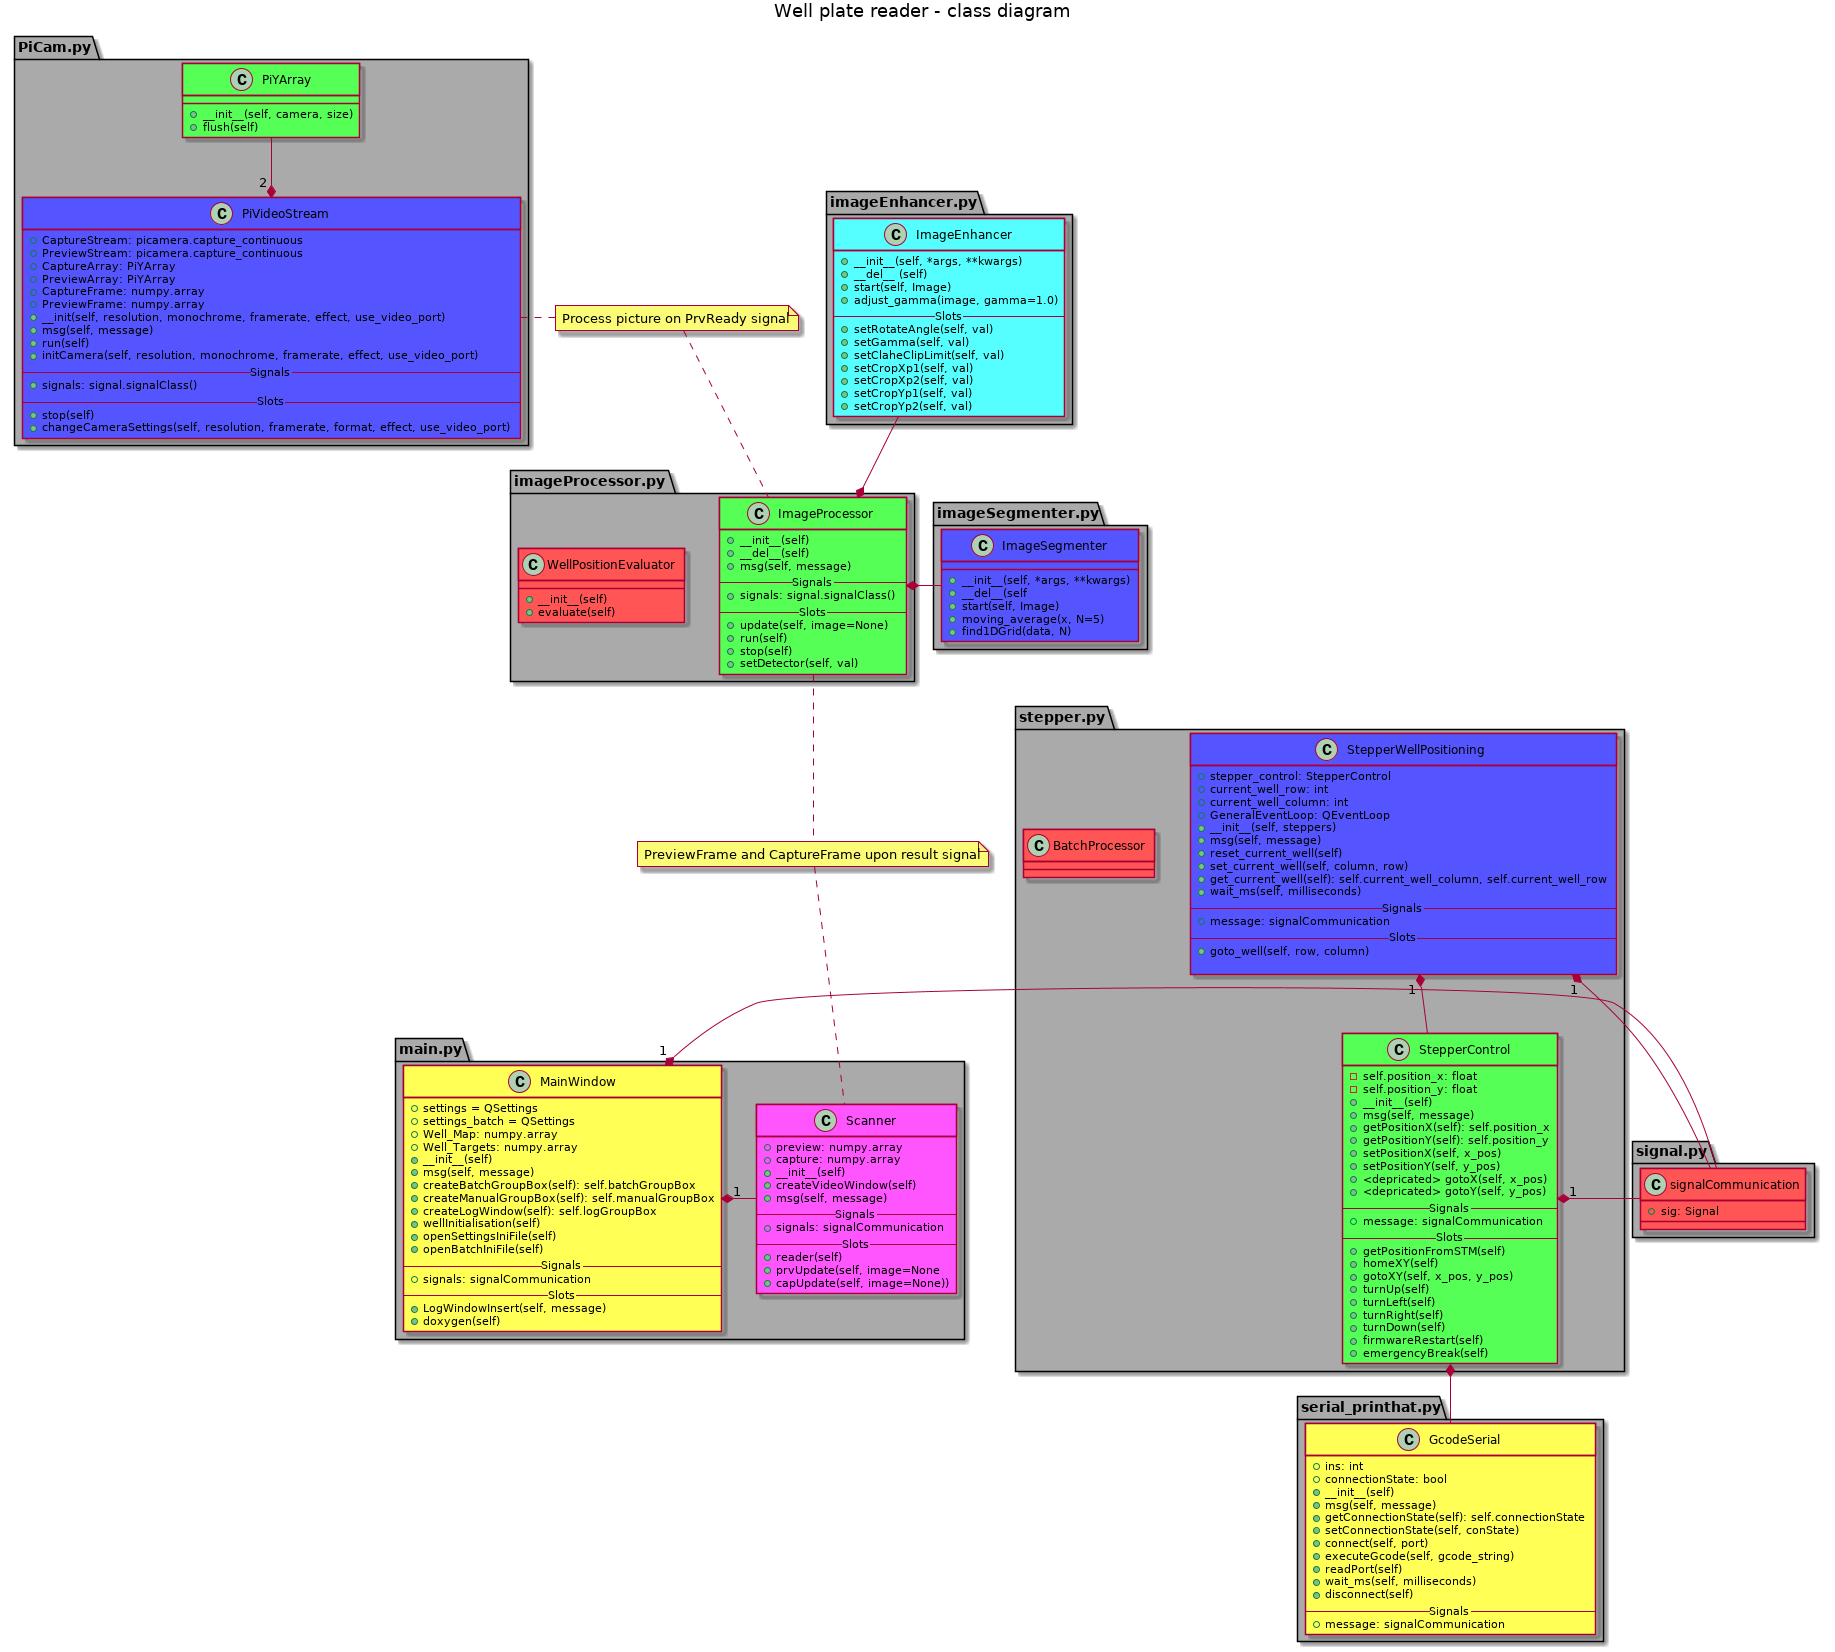 Well plate reader - class diagram
PiCam.py
C PiYArray
__init__(self, camera, size)
flush(self)
2
C PiVideoStream
CaptureStream: picamera.capture_continuous
PreviewStream: picamera.capture_continuous
CaptureArray: PiYArray
PreviewArray: PiYArray
CaptureFrame: numpy.array
PreviewFrame: numpy.array
__init(self, resolution, monochrome, framerate, effect, use_video_port)
msg(self, message)
run(self)
initCamera(self, resolution, monochrome, framerate, effect, use_video_port)
Signals
signals: signal.signalClass()
Slots
stop(self)
changeCameraSettings(self, resolution, framerate, format, effect, use_video_port)
Process picture on PrvReady signal
imageEnhancer.py
C ImageEnhancer
__init__(self, *args, **kwargs)
__del__ (self)
start(self, Image)
adjust_gamma(image, gamma=1.0)
Slots
setRotateAngle(self, val)
setGamma(self, val)
setClaheClipLimit(self, val)
setCropXp1(self, val)
setCropXp2(self, val)
setCropYp1(self, val)
setCropYp2(self, val)
imageProcessor.py
C WellPositionEvaluator
__init__(self)
evaluate(self)
C ImageProcessor
__init__(self)
__del__(self)
msg(self, message)
Signals
signals: signal.signalClass()
Slots
update(self, image=None)
run(self)
stop(self)
setDetector(self, val)
imageSegmenter.py
C ImageSegmenter
__init__(self, *args, **kwargs)
__del__(self
start(self, Image)
moving_average(x, N=5)
find1DGrid(data, N)
PreviewFrame and CaptureFrame upon result signal
stepper.py
C BatchProcessor
C StepperWellPositioning
stepper_control: StepperControl
current_well_row: int
current_well_column: int
GeneralEventLoop: QEventLoop
__init__(self, steppers)
msg(self, message)
reset_current_well(self)
set_current_well(self, column, row)
get_current_well(self): self.current_well_column, self.current_well_row
wait_ms(self, milliseconds)
Signals
message: signalCommunication
Slots
goto_well(self, row, column)
1
1
C StepperControl
self.position_x: float
self.position_y: float
__init__(self)
msg(self, message)
getPositionX(self): self.position_x
getPositionY(self): self.position_y
setPositionX(self, x_pos)
setPositionY(self, y_pos)
<depricated> gotoX(self, x_pos)
<depricated> gotoY(self, y_pos)
Signals
message: signalCommunication
Slots
getPositionFromSTM(self)
homeXY(self)
gotoXY(self, x_pos, y_pos)
turnUp(self)
turnLeft(self)
turnRight(self)
turnDown(self)
firmwareRestart(self)
emergencyBreak(self)
1
signal.py
C signalCommunication
sig: Signal
main.py
1
C MainWindow
settings = QSettings
settings_batch = QSettings
Well_Map: numpy.array
Well_Targets: numpy.array
__init__(self)
msg(self, message)
createBatchGroupBox(self): self.batchGroupBox
createManualGroupBox(self): self.manualGroupBox
createLogWindow(self): self.logGroupBox
wellInitialisation(self)
openSettingsIniFile(self)
openBatchIniFile(self)
Signals
signals: signalCommunication
Slots
LogWindowInsert(self, message)
doxygen(self)
1
C Scanner
preview: numpy.array
capture: numpy.array
__init__(self)
createVideoWindow(self)
msg(self, message)
Signals
signals: signalCommunication
Slots
reader(self)
prvUpdate(self, image=None
capUpdate(self, image=None))
serial_printhat.py
C GcodeSerial
ins: int
connectionState: bool
__init__(self)
msg(self, message)
getConnectionState(self): self.connectionState
setConnectionState(self, conState)
connect(self, port)
executeGcode(self, gcode_string)
readPort(self)
wait_ms(self, milliseconds)
disconnect(self)
Signals
message: signalCommunication